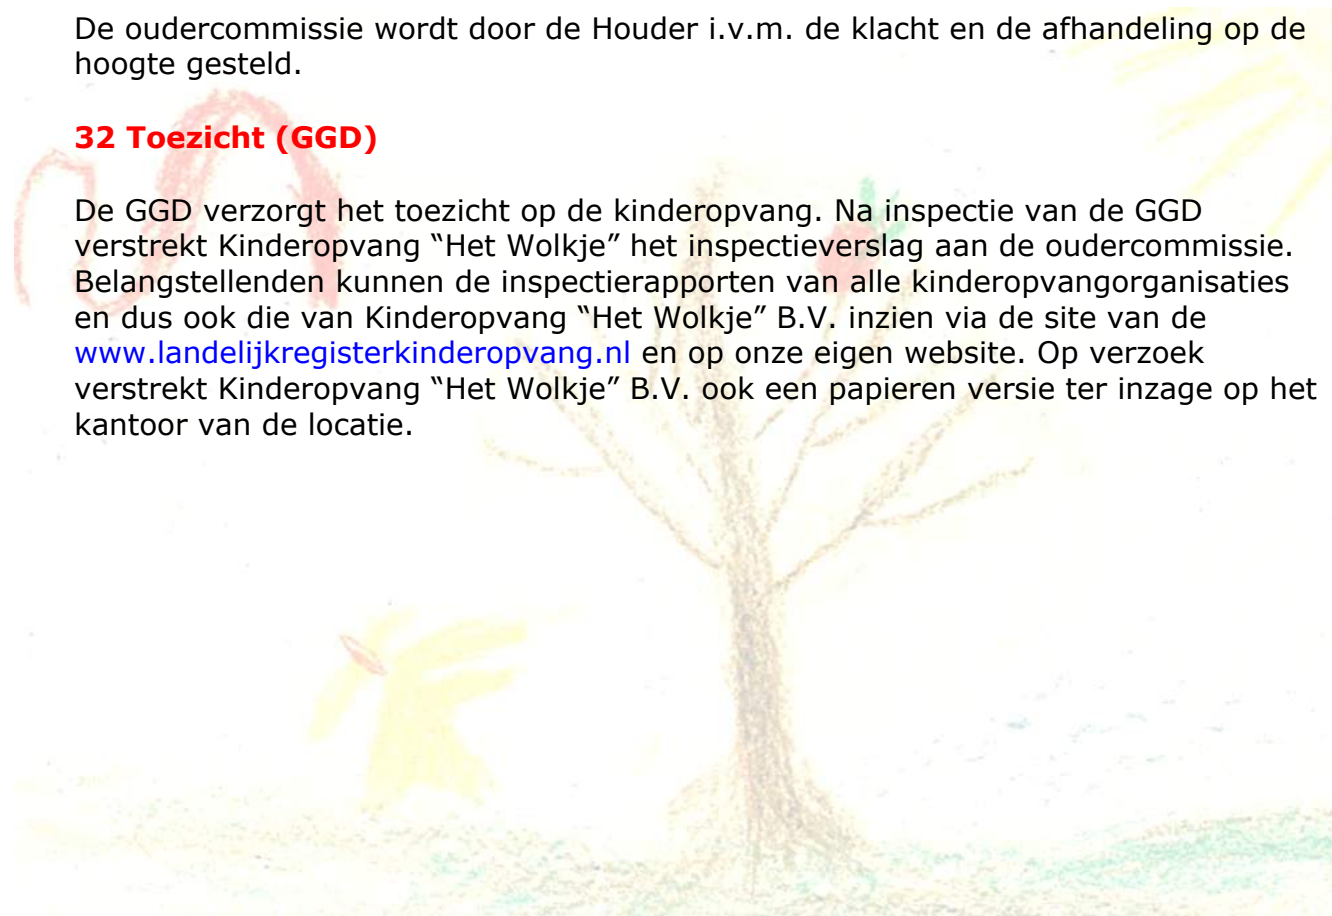 De oudercommissie wordt door de Houder i.v.m. de klacht en de afhandeling op de
hoogte gesteld.
32 Toezicht (GGD)
De GGD verzorgt het toezicht op de kinderopvang. Na inspectie van de GGD
verstrekt Kinderopvang “Het Wolkje” het inspectieverslag aan de oudercommissie.
Belangstellenden kunnen de inspectierapporten van alle kinderopvangorganisaties
en dus ook die van Kinderopvang “Het Wolkje” B.V. inzien via de site van de
www.landelijkregisterkinderopvang.nl en op onze eigen website. Op verzoek
verstrekt Kinderopvang “Het Wolkje” B.V. ook een papieren versie ter inzage op het
kantoor van de locatie.